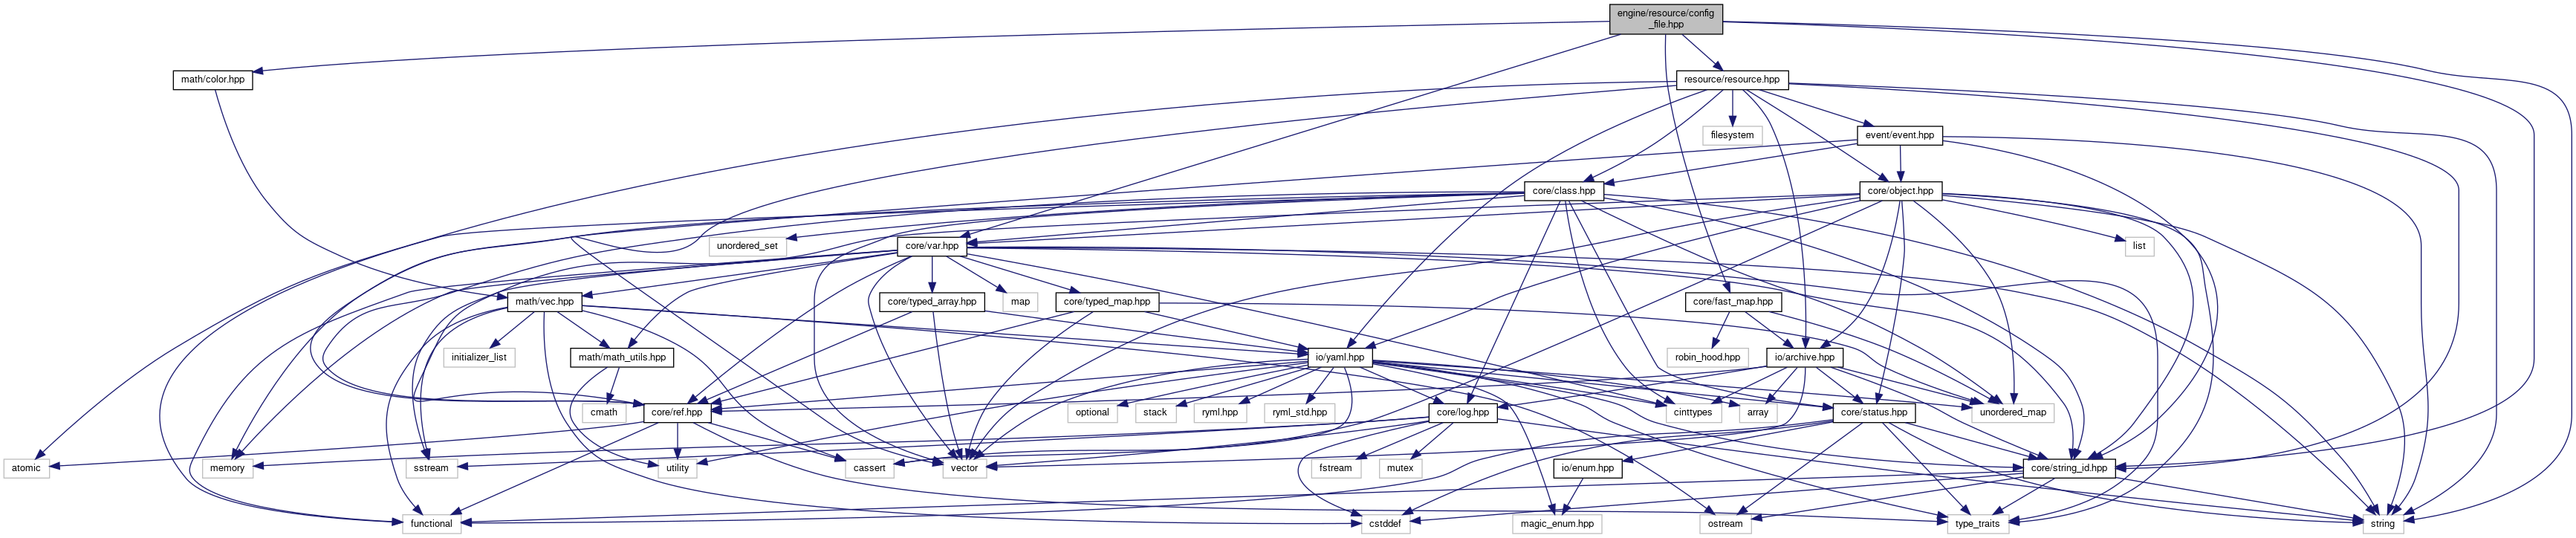 engine/resource/config
_file.hpp
math/color.hpp
resource/resource.hpp
filesystem
event/event.hpp
core/class.hpp
core/object.hpp
unordered_set
core/var.hpp
list
math/vec.hpp
core/typed_array.hpp
map
core/typed_map.hpp
core/fast_map.hpp
initializer_list
math/math_utils.hpp
io/yaml.hpp
robin_hood.hpp
io/archive.hpp
cmath
core/ref.hpp
optional
stack
ryml.hpp
ryml_std.hpp
core/log.hpp
cinttypes
array
core/status.hpp
unordered_map
atomic
memory
sstream
utility
cassert
vector
fstream
mutex
io/enum.hpp
core/string_id.hpp
functional
cstddef
magic_enum.hpp
ostream
type_traits
string